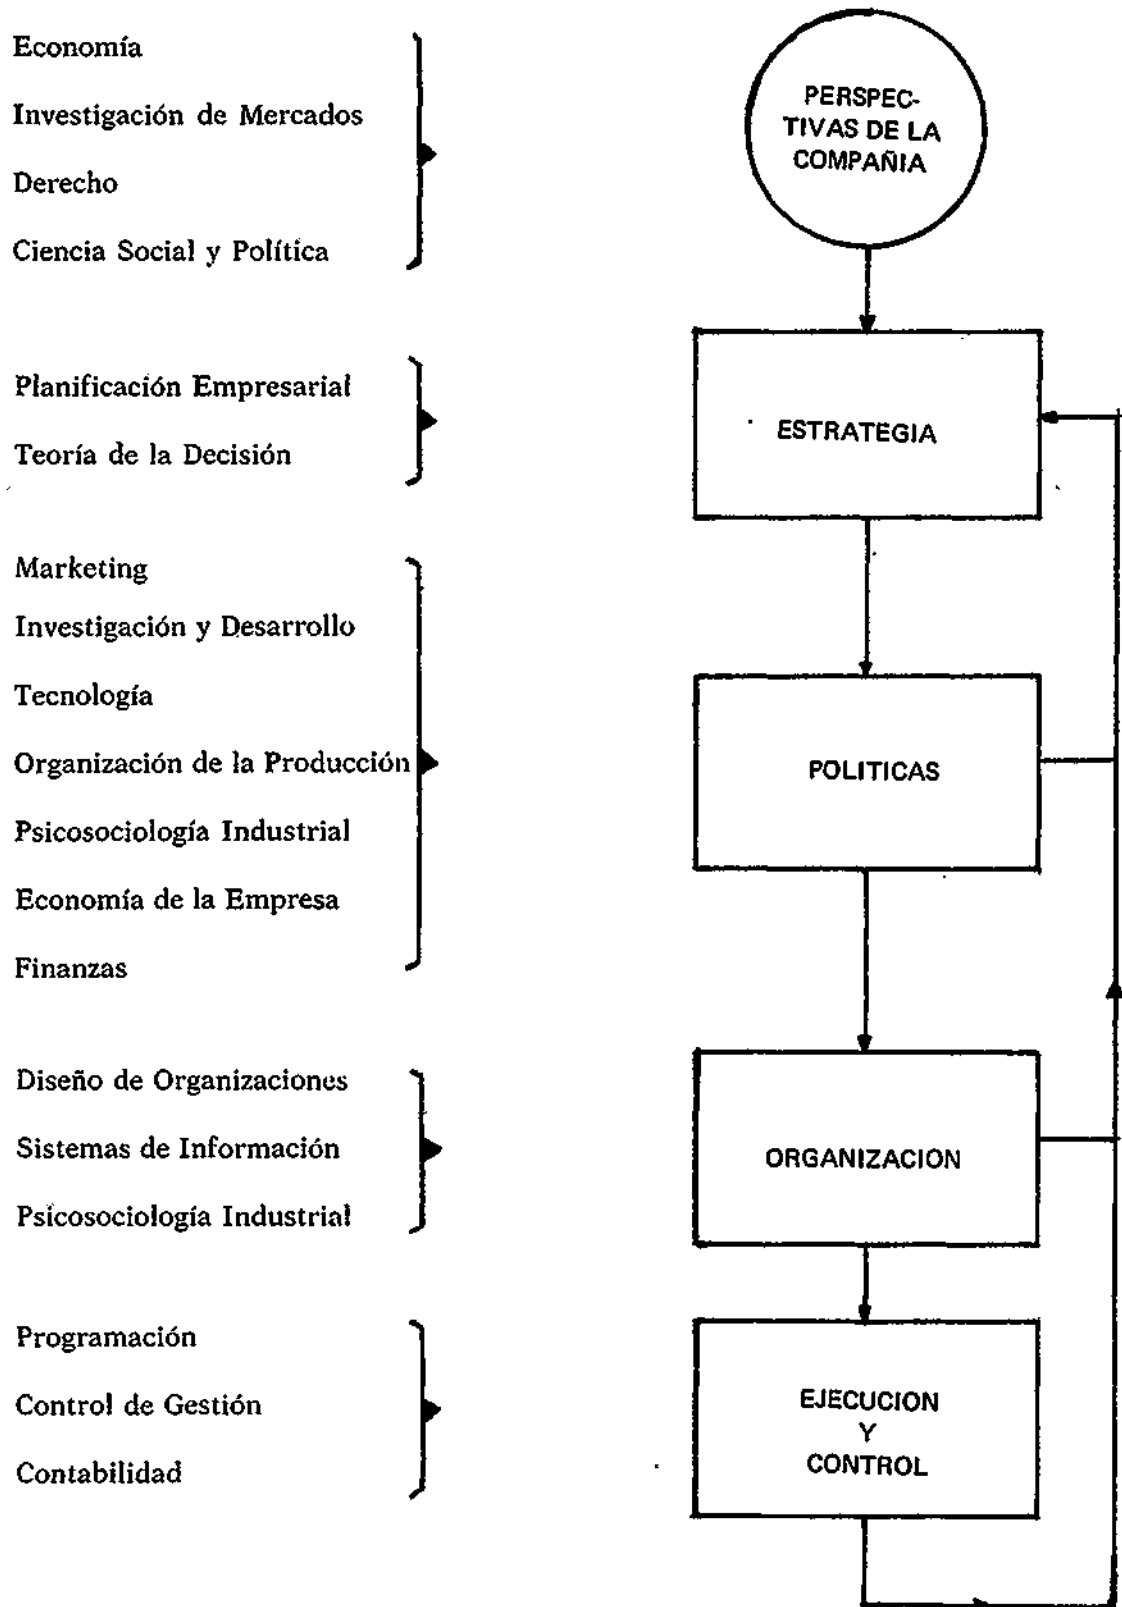 Economía
Investigación de Mercados
Derecho
Ciencia Social y Política
PERSPEC-
TIVAS DE LA
COMPAÑIA
Planificación Empresarial
Teoría de la Decisión
ESTRATEGIA
Marketing
Investigación y Desarrollo
Tecnología
Organización de la Producción
Psicosociología Industrial
Economía de la Empresa
Finanzas
POLITICAS
Diseño de Organizaciones
Sistemas de Información
Psicosociología Industrial
ORGANIZACION
Programación
Control de Gestión
Contabilidad
EJECUCION
Y
CONTROL